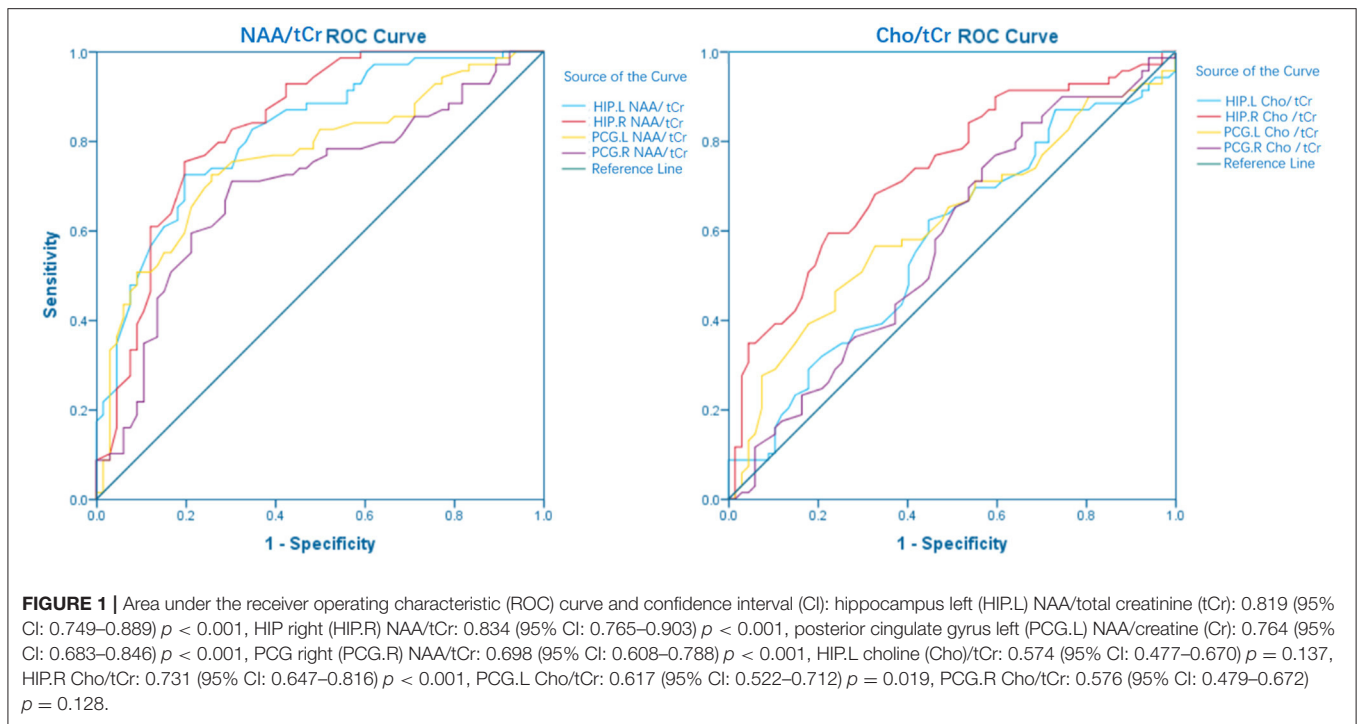 NAA/tCr ROC Curve
1.0
0.8
0.6
0.4
0.2
0.0
Sensitivity
0.0 0.2 0.4 0.6 0.8 1.0
1 - Specificity
Source of the Curve
HIP.L NAA/ tCr
HIP.R NAA/tCr
PCG.L NAA/tCr
PCG.R NAA/tCr
Reference Line
Cho/tCr ROC Curve
1.0
0.8
0.6
0.4
0.2
0.0
0.0 0.2 0.4 0.6 0.8 1.0
1 - Specificity
Source of the Curve
HIP.L Cho/ tCr
HIP.R Cho/ tCr
PCG.L Cho / tCr
PCG.R Cho / tCr
Reference Line
FIGURE 1 | Area under the receiver operating characteristic (ROC) curve and confidence interval (CI): hippocampus left (HIP.L) NAA/total creatinine (tCr): 0.819 (95%
CI: 0.749–0.889) p < 0.001, HIP right (HIP.R) NAA/tCr: 0.834 (95% CI: 0.765–0.903) p < 0.001, posterior cingulate gyrus left (PCG.L) NAA/creatine (Cr): 0.764 (95%
CI: 0.683–0.846) p < 0.001, PCG right (PCG.R) NAA/tCr: 0.698 (95% CI: 0.608–0.788) p < 0.001, HIP.L choline (Cho)/tCr: 0.574 (95% CI: 0.477–0.670) p = 0.137,
HIP.R Cho/tCr: 0.731 (95% CI: 0.647–0.816) p < 0.001, PCG.L Cho/tCr: 0.617 (95% CI: 0.522–0.712) p = 0.019, PCG.R Cho/tCr: 0.576 (95% CI: 0.479–0.672)
p = 0.128.